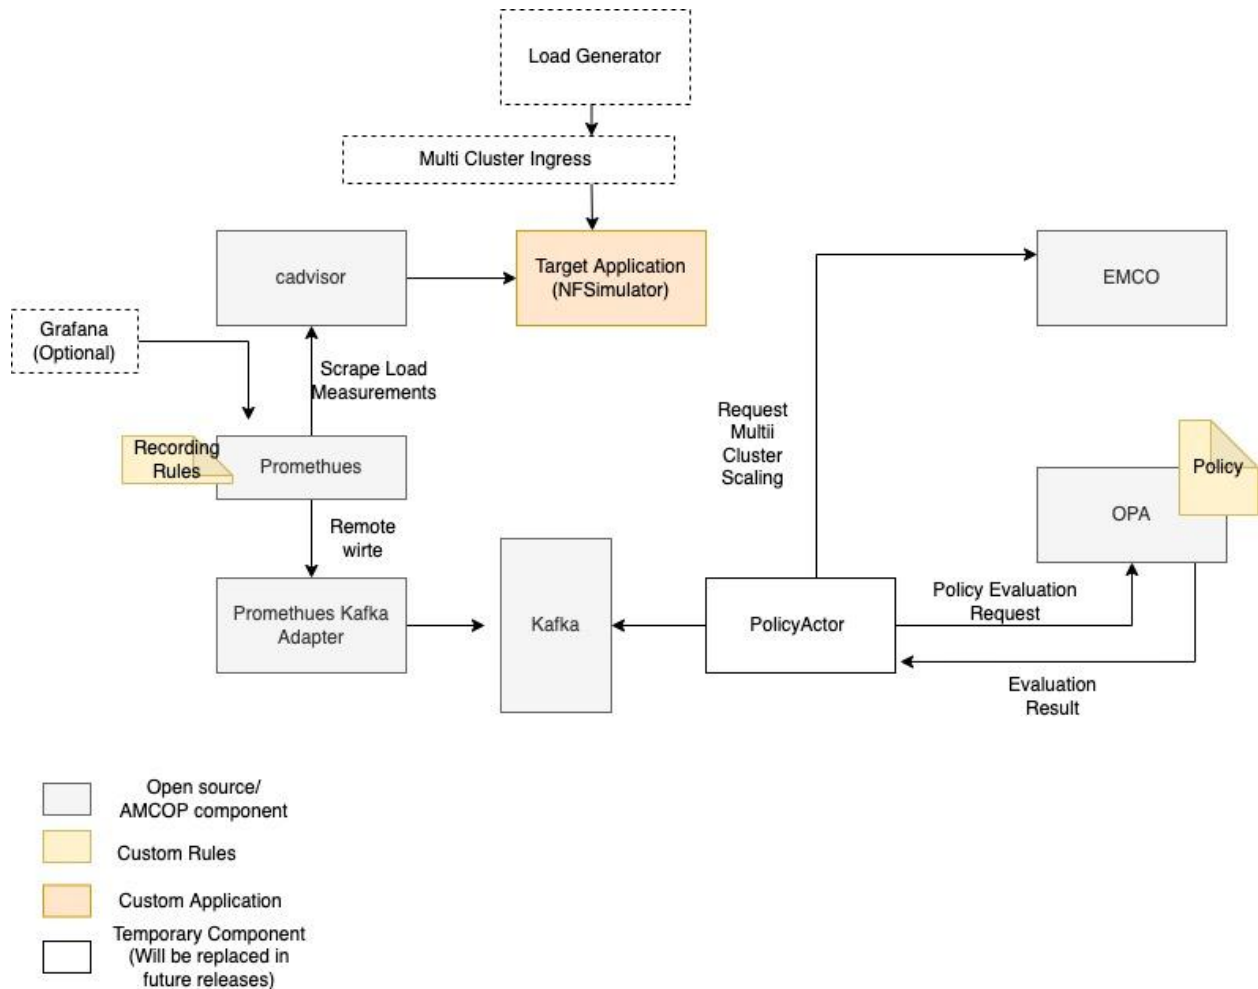 Load Generator
Multi Cluster Ingress
cadvisor
Target Application
(NFSimulator)
EMCO
Grafana
(Optional)
Scrape Load
Measurements
Recording
Rules
Promethues
Request
Multii
Cluster
Scaling
Policy
OPA
Remote
wirte
Promethues Kafka
Adapter
Kafka
PolicyActor
Policy Evaluation
Request
Evaluation
Result
Open source/
AMCOP component
Custom Rules
Custom Application
Temporary Component
(Will be replaced in
future releases)